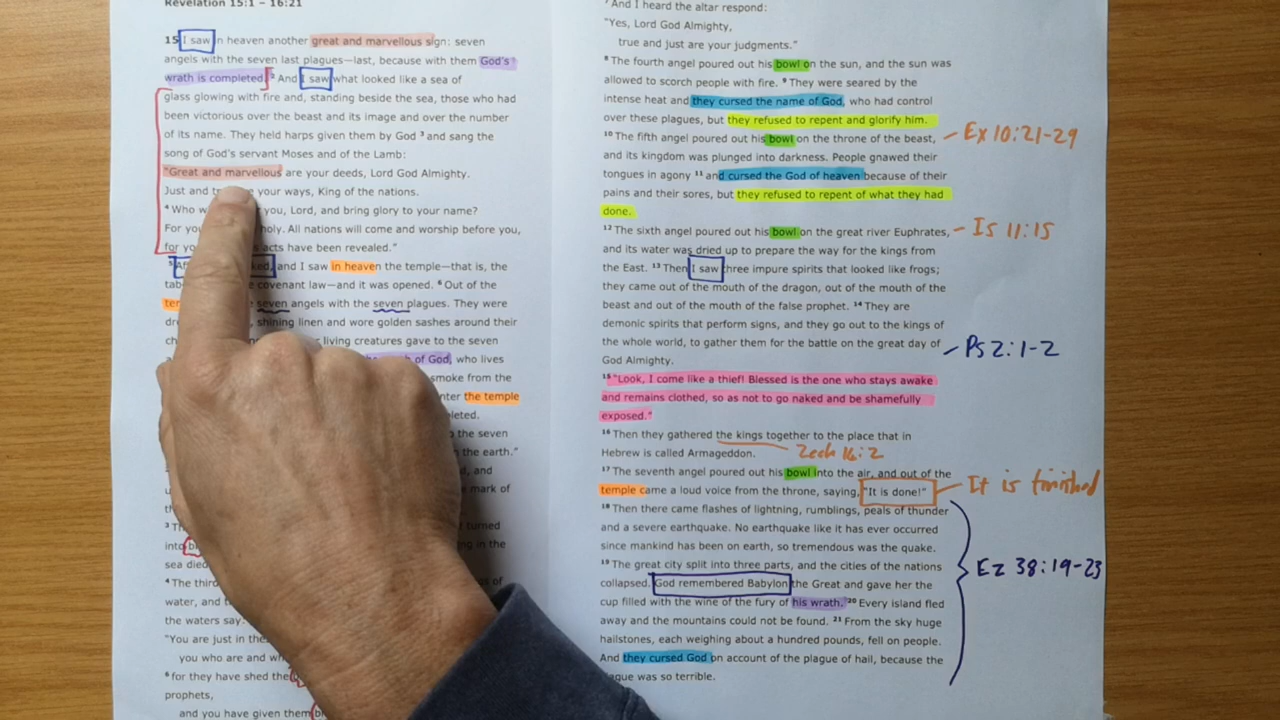 Revelation 15:1 – 16:21
15 I saw in heaven another great and marvellous sign: seven
angels with the seven last plagues—last, because with them God's
wrath is completed. 2 And I saw what looked like a sea of
glass glowing with fire and, standing beside the sea, those who had
been victorious over the beast and its image and over the number
of its name. They held harps given them by God 3 and sang the
song of God's servant Moses and of the Lamb:
"Great and marvellous are your deeds, Lord God Almighty.
Just and your ways, King of the nations.
4 Who you, Lord, and bring glory to your name?
For holy. All nations will come and worship before you,
for acts have been revealed."
5 and I saw in heaven the temple—that is, the
covenant law—and it was opened. 6 Out of the
seven angels with the seven plagues. They were
shining linen and wore golden sashes around their
living creatures gave to the seven
of God, who lives
smoke from the
the temple
the seven
the earth."
and
mark of
3 turned
into in the
sea died
4 The third of
water, and
the waters say:
"You are just in
you who are and
6 for they have shed the
prophets,
and you have given them
7 And I heard the altar respond:
"Yes, Lord God Almighty,
true and just are your judgments."
8 The fourth angel poured out his bowl on the sun, and the sun was
allowed to scorch people with fire. 9 They were seared by the
intense heat and they cursed the name of God, who had control
over these plagues, but they refused to repent and glorify him.
10 The fifth angel poured out his bowl on the throne of the beast,
and its kingdom was plunged into darkness. People gnawed their
tongues in agony 11 and cursed the God of heaven because of their
pains and their sores, but they refused to repent of what they had
done.
12 The sixth angel poured out his bowl on the great river Euphrates,
and its water was dried up to prepare the way for the kings from
the East. 13 Then I saw three impure spirits that looked like frogs;
they came out of the mouth of the dragon, out of the mouth of the
beast and out of the mouth of the false prophet. 14 They are
demonic spirits that perform signs, and they go out to the kings of
the whole world, to gather them for the battle on the great day of
God Almighty.
15 "Look, I come like a thief! Blessed is the one who stays awake
and remains clothed, so as not to go naked and be shamefully
exposed."
16 Then they gathered the kings together to the place that in
Hebrew is called Armageddon.
17 The seventh angel poured out his bowl into the air, and out of the
temple came a loud voice from the throne, saying, "It is done!"
18 Then there came flashes of lightning, rumblings, peals of thunder
and a severe earthquake. No earthquake like it has ever occurred
since mankind has been on earth, so tremendous was the quake.
19 The great city split into three parts, and the cities of the nations
collapsed. God remembered Babylon the Great and gave her the
cup filled with the wine of the fury of his wrath. 20 Every island fled
away and the mountains could not be found. 21 From the sky huge
hailstones, each weighing about a hundred pounds, fell on people.
And they cursed God on account of the plague of hail, because the
plague was so terrible.
Ex 10:21-29
Is 11:15
Ps 2:1-2
Zech 16:2
It is finished
Ez 38:19-23